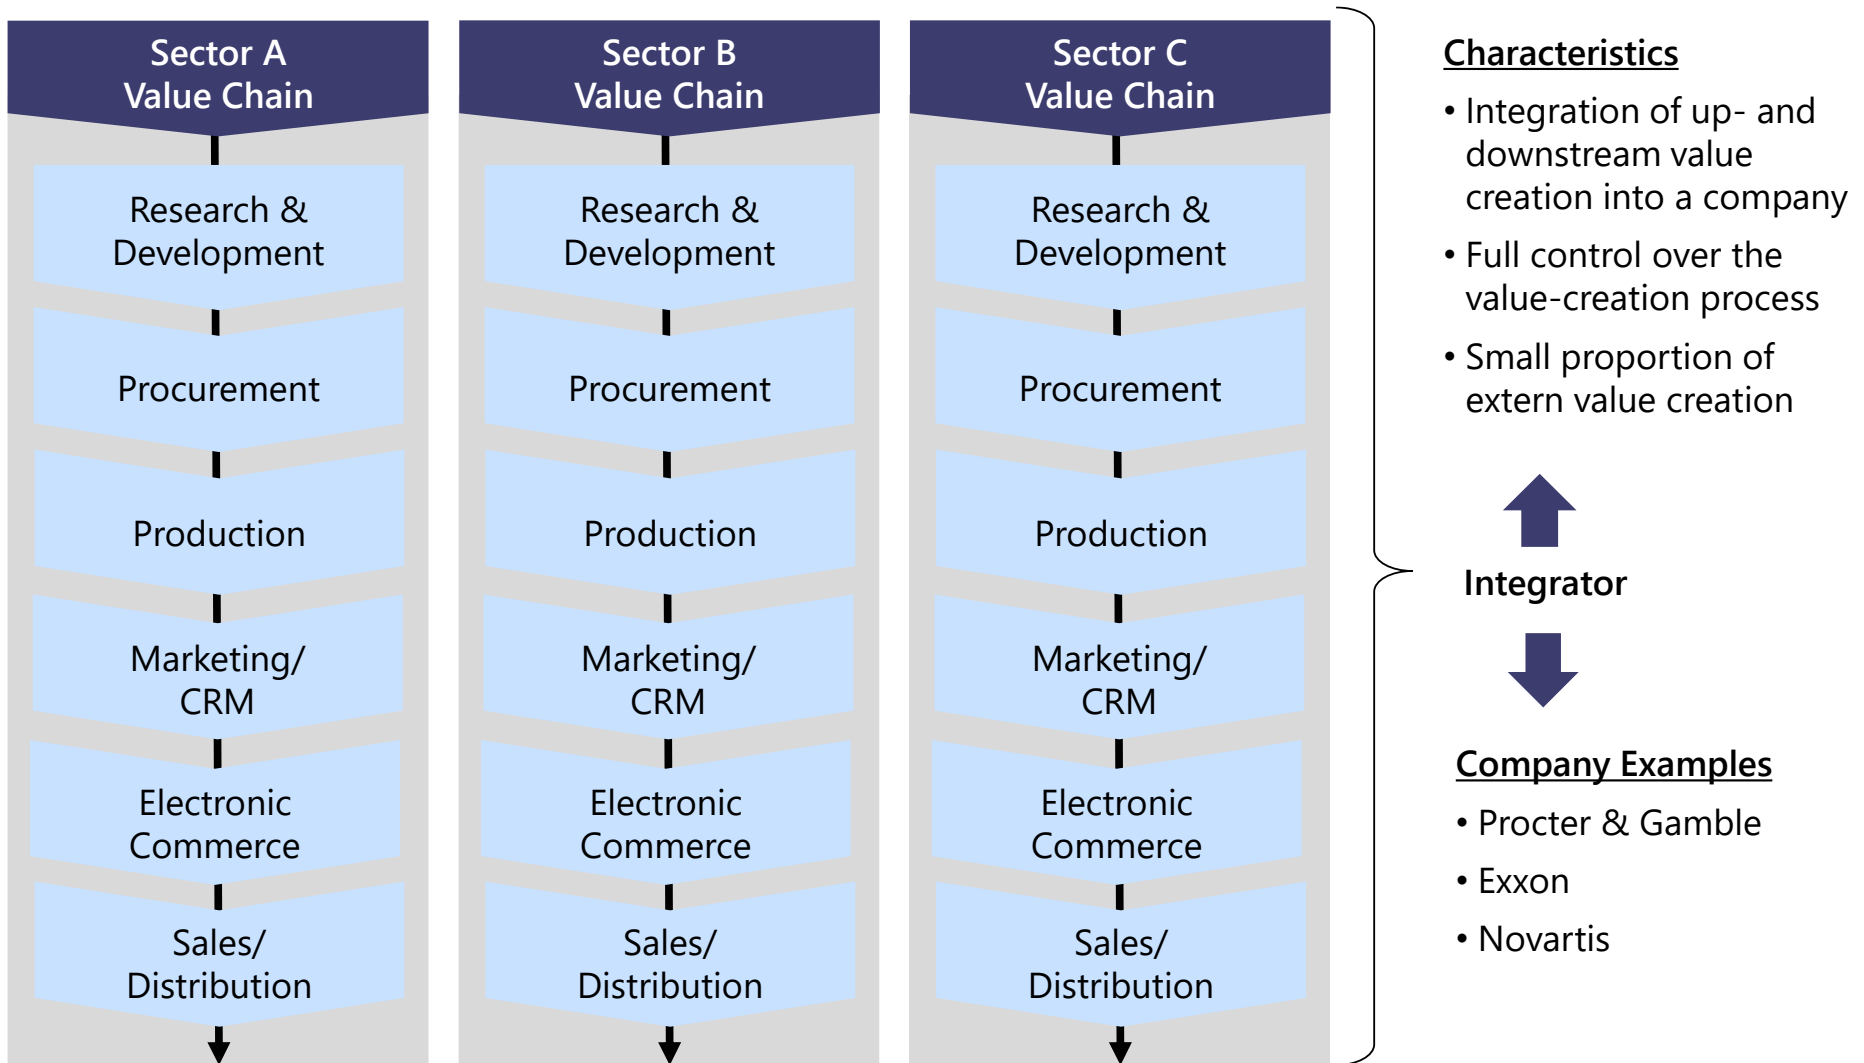 Sector A
Value Chain
Research &
Development
Procurement
Production
Marketing/
CRM
Electronic
Commerce
Sales/
Distribution
Sector B
Value Chain
Research &
Development
Procurement
Production
Marketing/
CRM
Electronic
Commerce
Sales/
Distribution
Sector C
Value Chain
Research &
Development
Procurement
Production
Marketing/
CRM
Electronic
Commerce
Sales/
Distribution
Characteristics
• Integration of up- and
downstream value
creation into a company
• Full control over the
value-creation process
• Small proportion of
extern value creation
Integrator
Company Examples
• Procter & Gamble
• Exxon
• Novartis